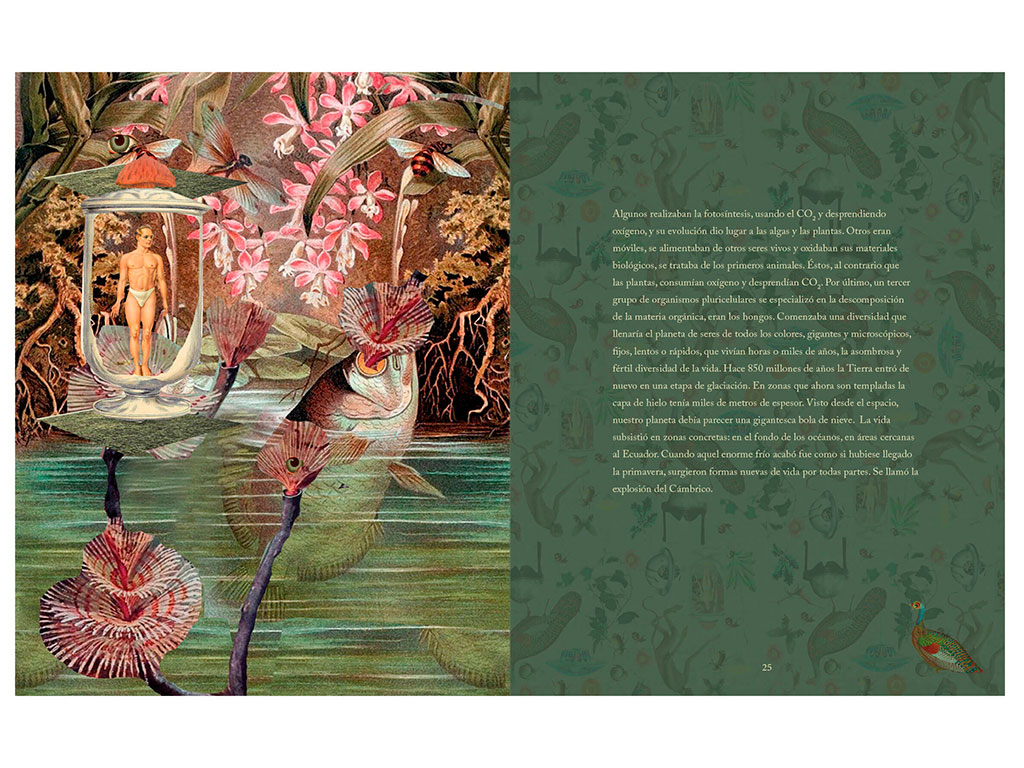 Algunos realizaban la fotosíntesis, usando el CO₂ y desprendiendo
oxígeno, y su evolución dio lugar a las algas y las plantas. Otros eran
móviles, se alimentaban de otros seres vivos y oxidaban sus materiales
biológicos, se trataba de los primeros animales. Éstos, al contrario que
las plantas, consumían oxígeno y desprendían CO₂. Por último, un tercer
grupo de organismos pluricelulares se especializó en la descomposición
de la materia orgánica, eran los hongos. Comenzaba una diversidad que
llenaría el planeta de seres de todos los colores, gigantes y microscópicos,
fijos, lentos o rápidos, que vivían horas o miles de años, la asombrosa y
fértil diversidad de la vida. Hace 850 millones de años la Tierra entró de
nuevo en una etapa de glaciación. En zonas que ahora son templadas la
capa de hielo tenía miles de metros de espesor. Visto desde el espacio,
nuestro planeta debía parecer una gigantesca bola de nieve. La vida
subsistió en zonas concretas: en el fondo de los océanos, en áreas cercanas
al Ecuador. Cuando aquel enorme frío acabó fue como si hubiese llegado
la primavera, surgieron formas nuevas de vida por todas partes. Se llamó la
explosión del Cámbrico.
25